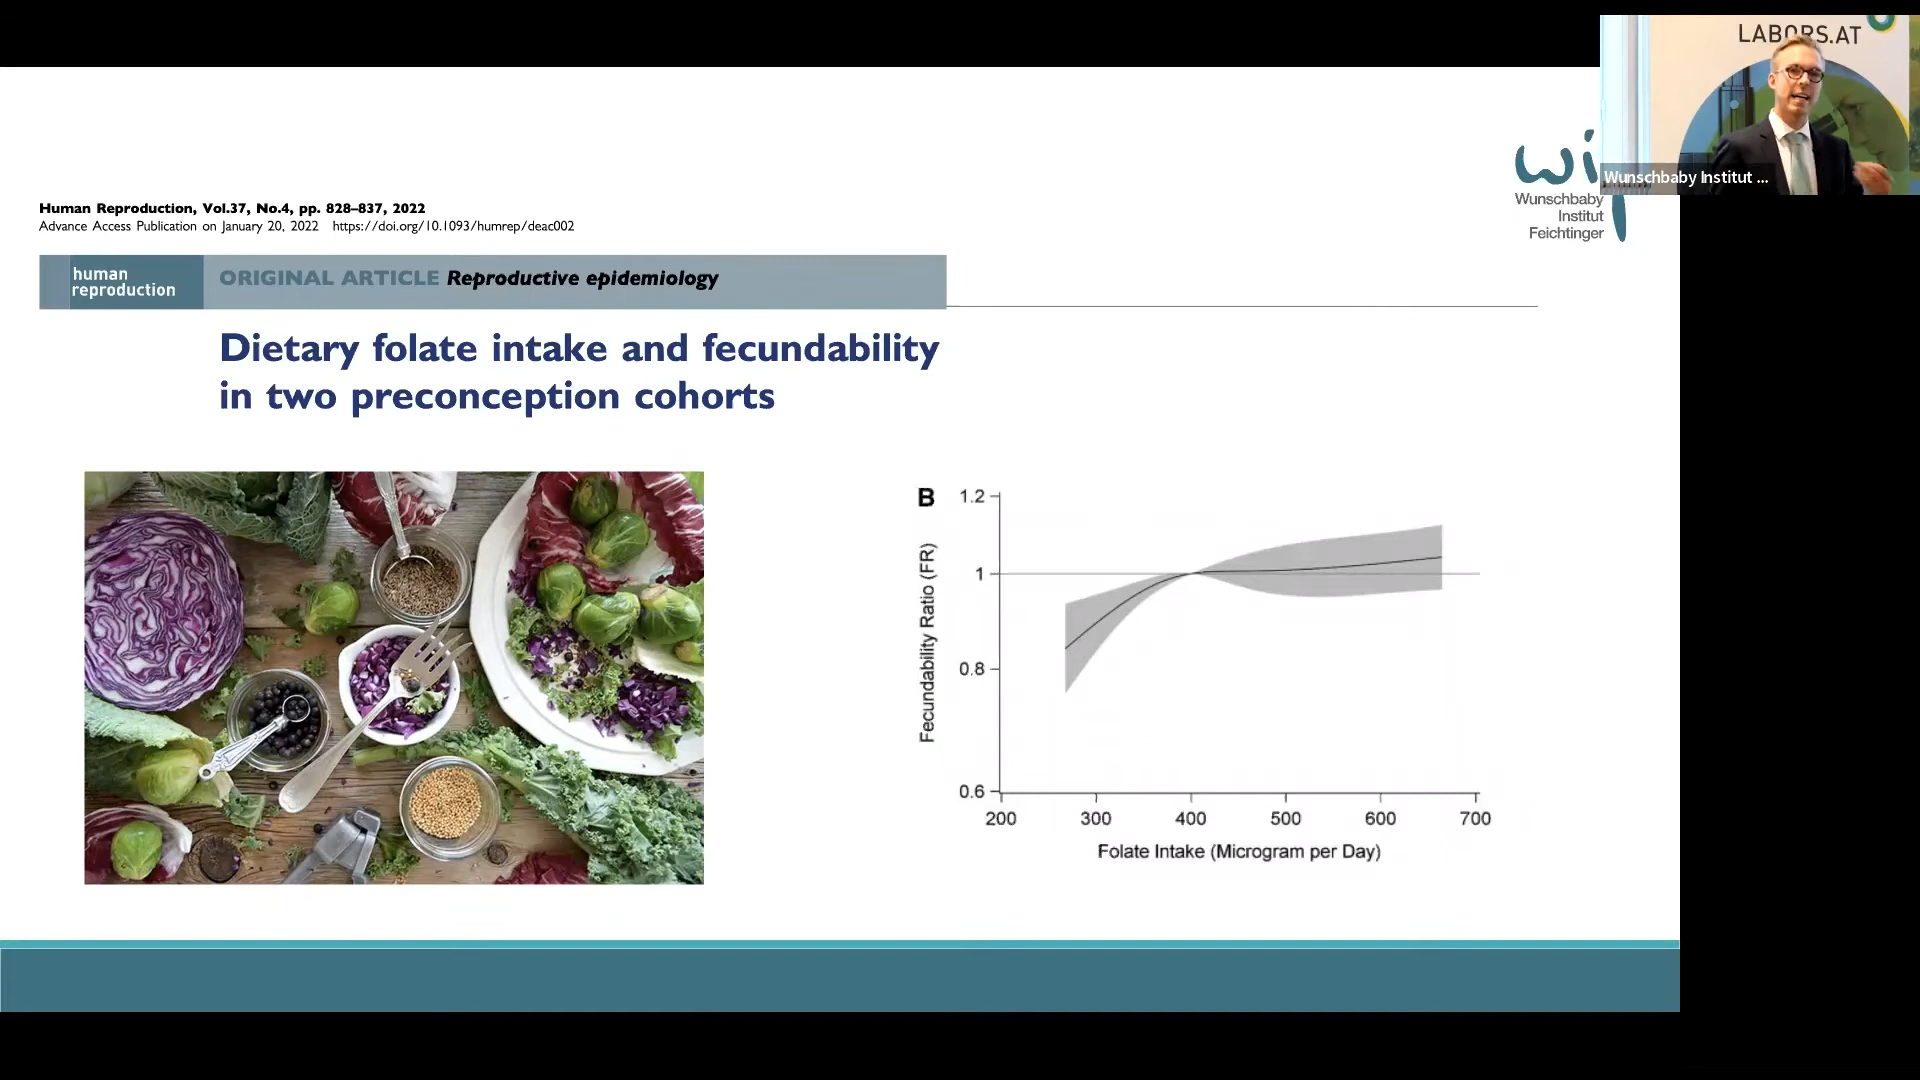 LABORS.AT
Wunschbaby Institut ...
wi
Wunschbaby
Institut
Feichtinger
Human Reproduction, Vol.37, No.4, pp. 828–837, 2022
Advance Access Publication on January 20, 2022 https://doi.org/10.1093/humrep/deac002
human
reproduction
ORIGINAL ARTICLE Reproductive epidemiology
Dietary folate intake and fecundability
in two preconception cohorts
B
1.2
1
0.8
0.6
Fecundability Ratio (FR)
200 300 400 500 600 700
Folate Intake (Microgram per Day)